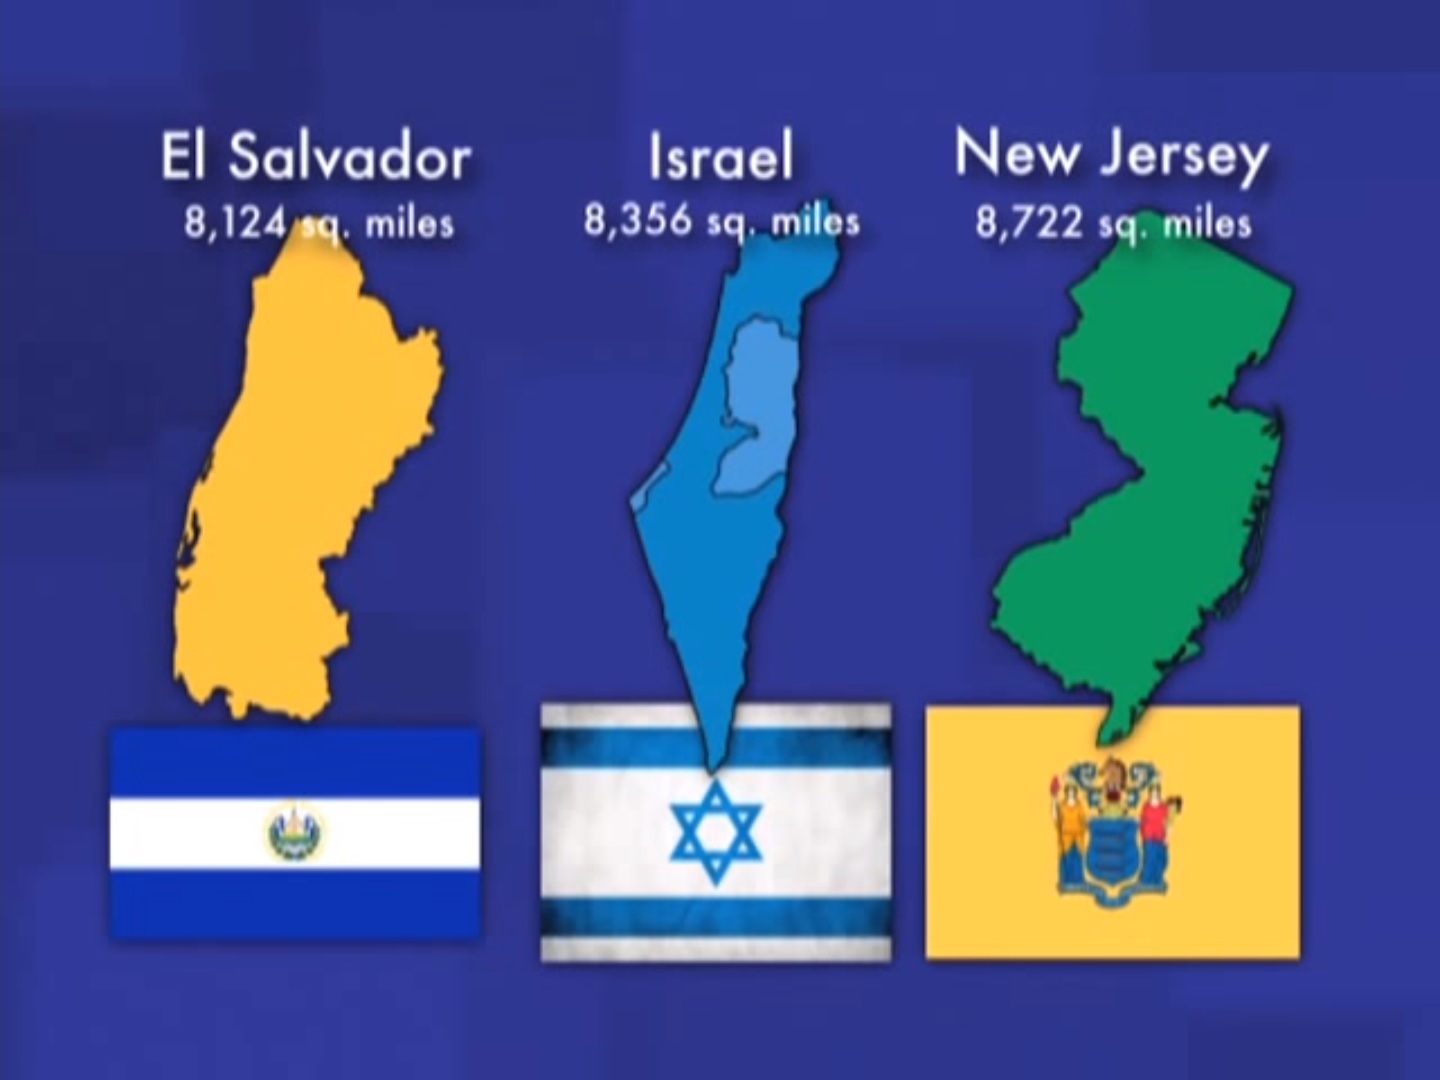 El Salvador
8,124 sq. miles
Israel
8,356 sq. miles
New Jersey
8,722 sq. miles